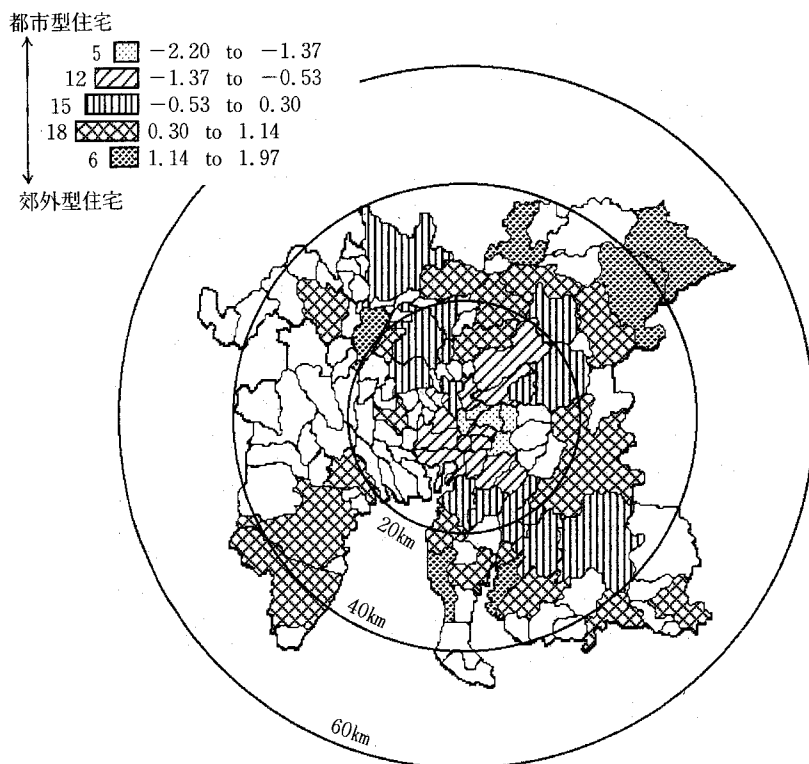 都市型住宅
5 −2.20 to −1.37
12 −1.37 to −0.53
15 −0.53 to 0.30
18 0.30 to 1.14
6 1.14 to 1.97
郊外型住宅
20km
40km
60km